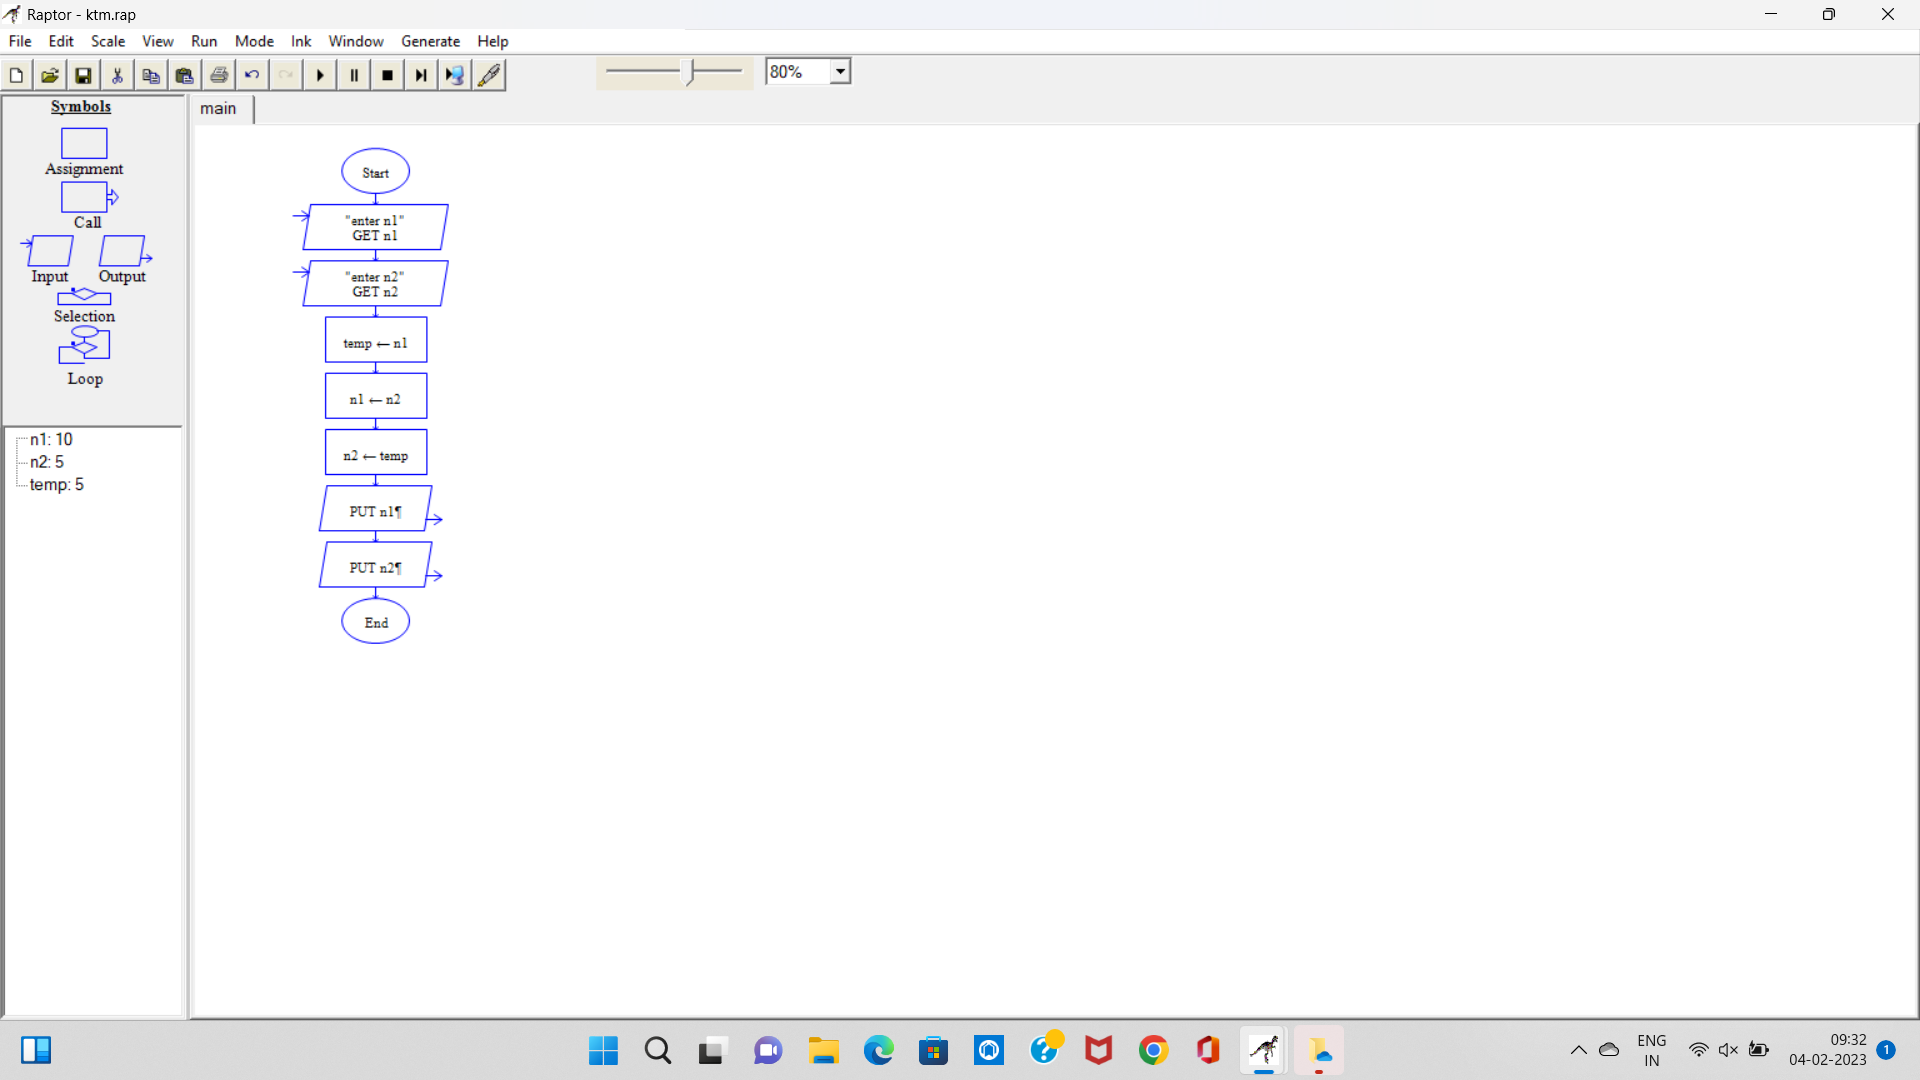 Raptor - ktm.rap
File Edit Scale View Run Mode Ink Window Generate Help
80%
Symbols
Assignment
Call
Input Output
Selection
Loop
n1: 10
n2: 5
temp: 5
main
Start
"enter n1"
GET n1
"enter n2"
GET n2
temp ← n1
n1 ← n2
n2 ← temp
PUT n1¶
PUT n2¶
End
ENG
IN
09:32
04-02-2023
1